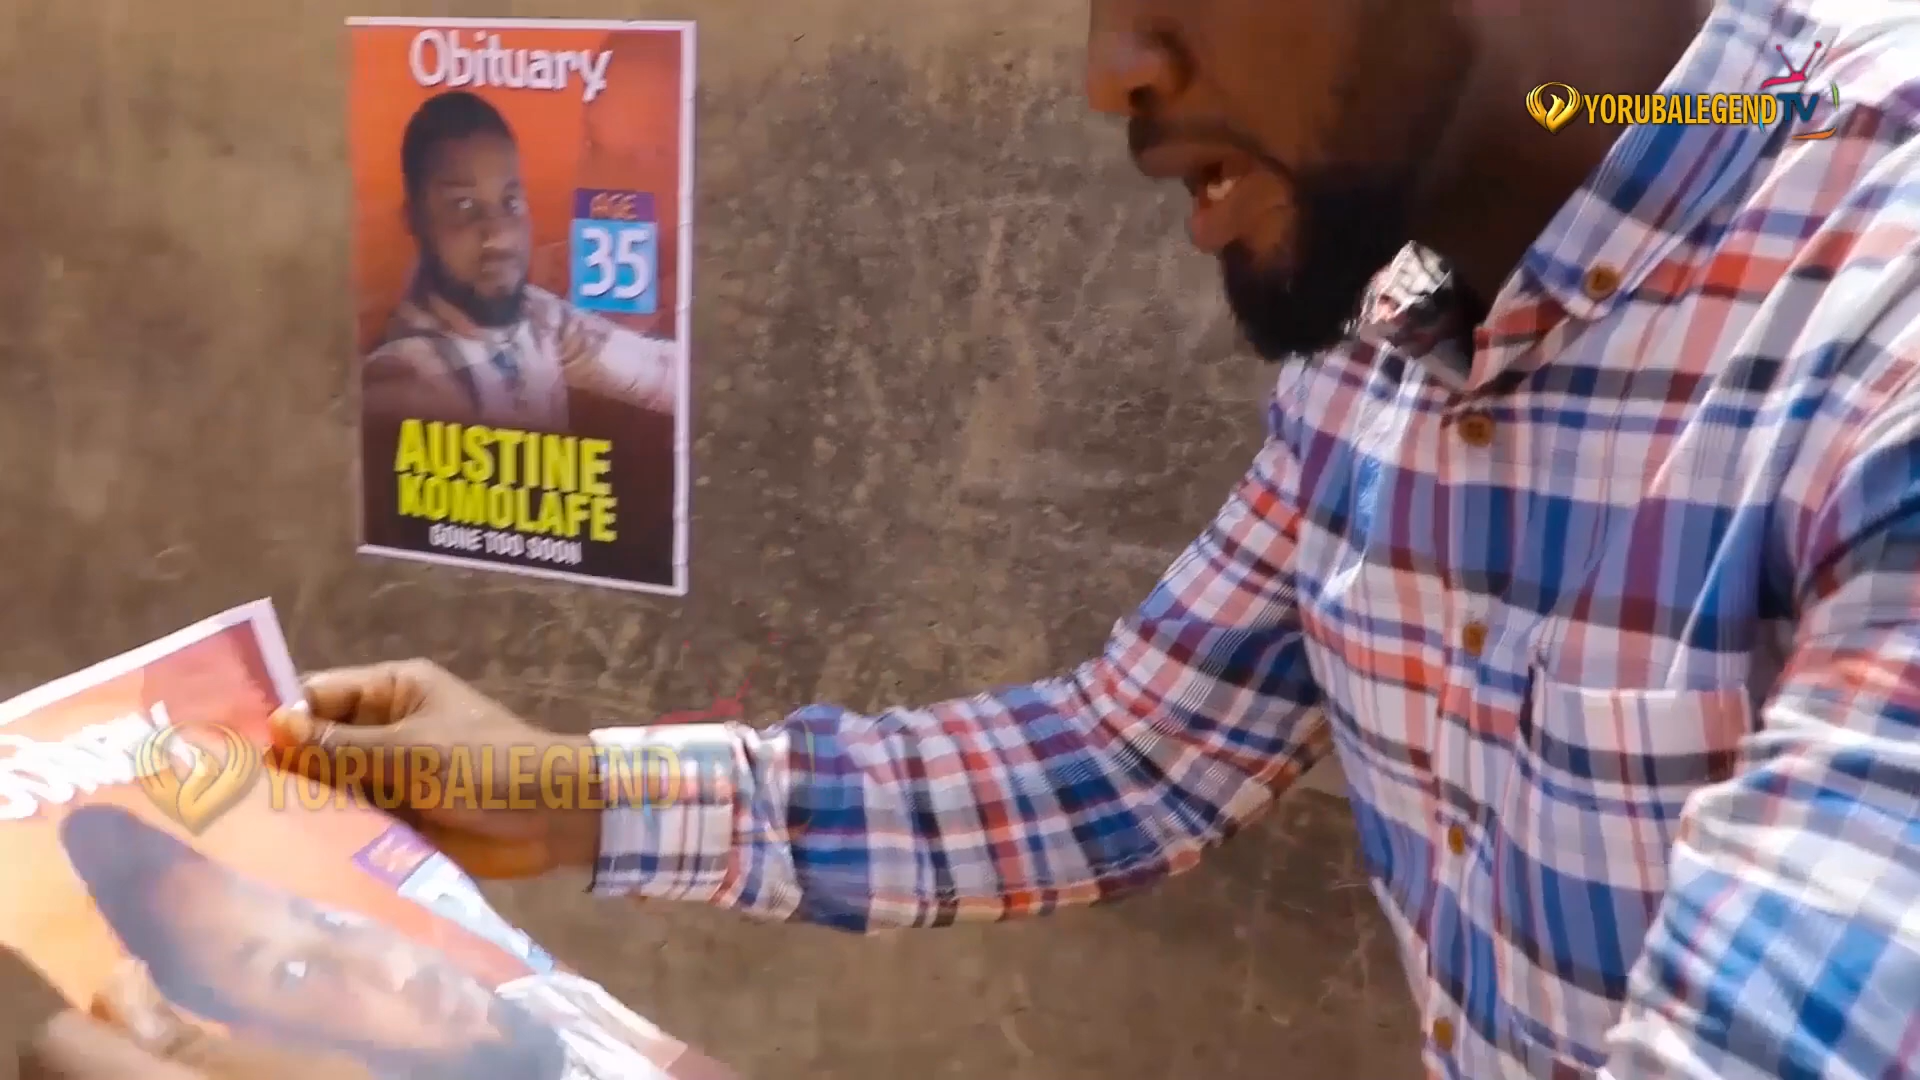 Obituary
AGE
35
AUSTINE
KOMOLAFE
GONE TOO SOON
YORUBALEGENDTV
YORUBALEGEND